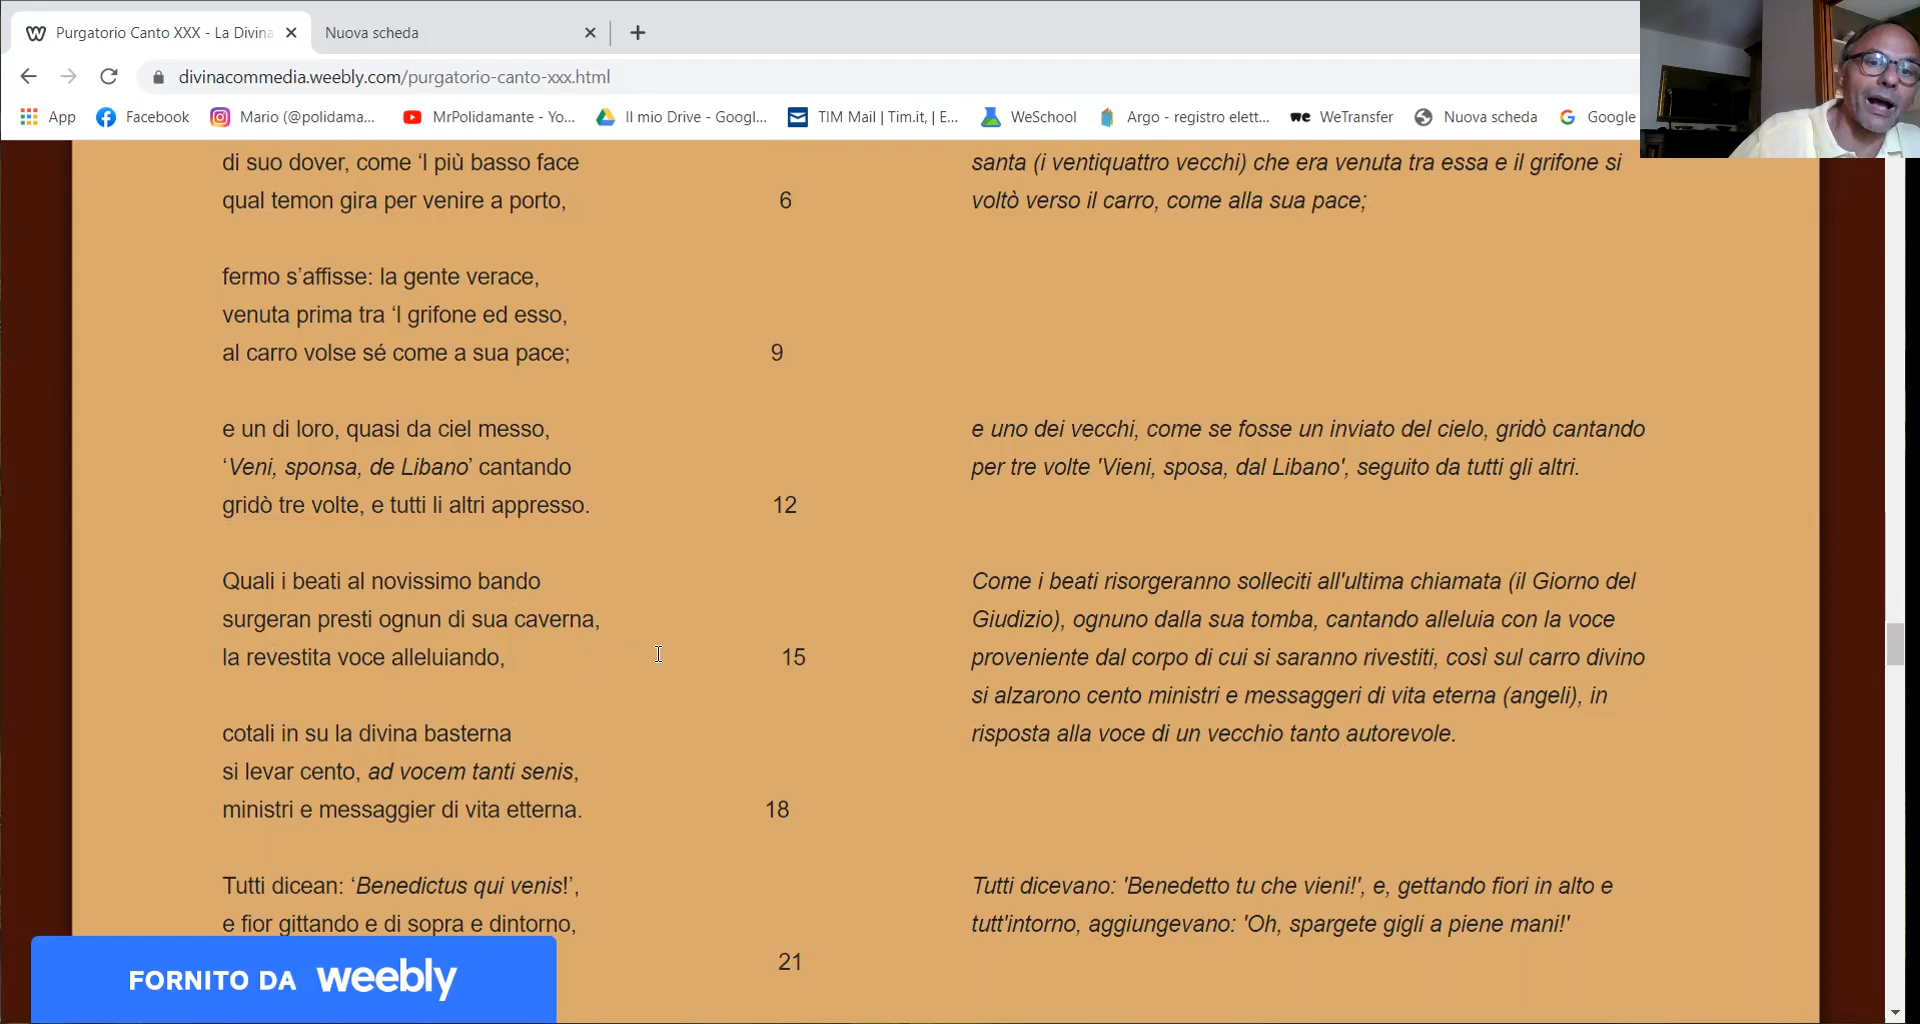 Purgatorio Canto XXX - La Divina
Nuova scheda
divinacommedia.weebly.com/purgatorio-canto-xxx.html
App
Facebook
Mario (@polidama...
MrPolidamante - Yo...
Il mio Drive - Googl...
TIM Mail | Tim.it, | E...
WeSchool
Argo - registro elett...
WeTransfer
Nuova scheda
Google
di suo dover, come ‘l più basso face
qual temon gira per venire a porto,
6
fermo s’affisse: la gente verace,
venuta prima tra ‘l grifone ed esso,
al carro volse sé come a sua pace;
9
e un di loro, quasi da ciel messo,
‘Veni, sponsa, de Libano’ cantando
gridò tre volte, e tutti li altri appresso.
12
Quali i beati al novissimo bando
surgeran presti ognun di sua caverna,
la revestita voce alleluiando,
15
cotali in su la divina basterna
si levar cento, ad vocem tanti senis,
ministri e messaggier di vita etterna.
18
Tutti dicean: ‘Benedictus qui venis!’,
e fior gittando e di sopra e dintorno,
21
santa (i ventiquattro vecchi) che era venuta tra essa e il grifone si
voltò verso il carro, come alla sua pace;
e uno dei vecchi, come se fosse un inviato del cielo, gridò cantando
per tre volte 'Vieni, sposa, dal Libano', seguito da tutti gli altri.
Come i beati risorgeranno solleciti all'ultima chiamata (il Giorno del
Giudizio), ognuno dalla sua tomba, cantando alleluia con la voce
proveniente dal corpo di cui si saranno rivestiti, così sul carro divino
si alzarono cento ministri e messaggeri di vita eterna (angeli), in
risposta alla voce di un vecchio tanto autorevole.
Tutti dicevano: 'Benedetto tu che vieni!', e, gettando fiori in alto e
tutt'intorno, aggiungevano: 'Oh, spargete gigli a piene mani!'
FORNITO DA weebly